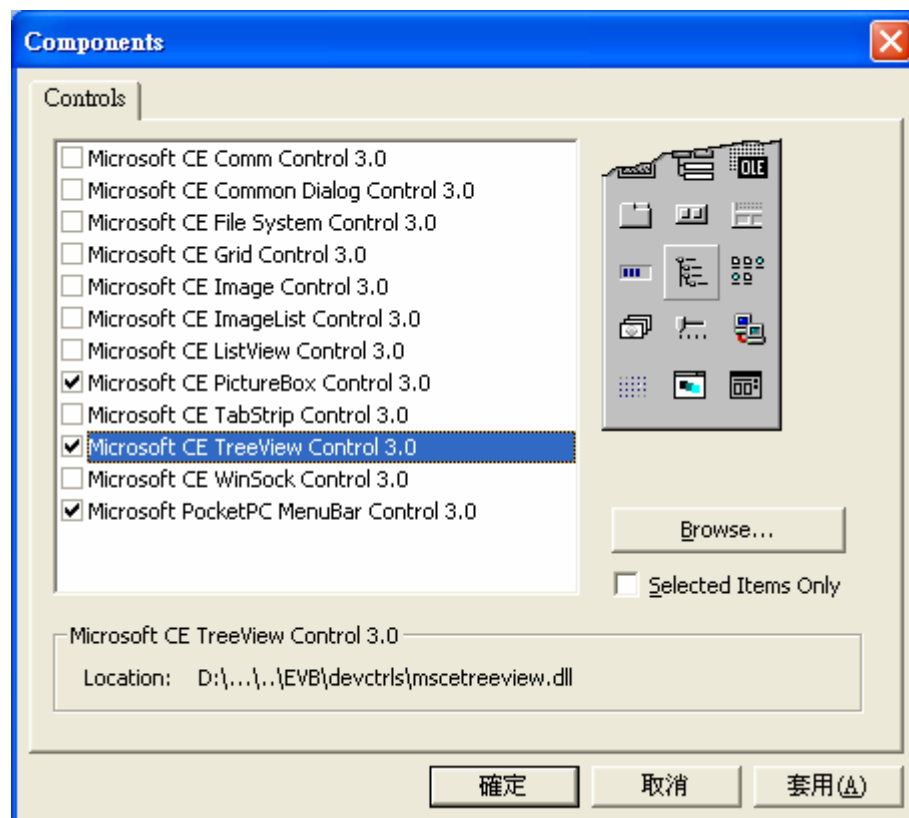 Components
Controls
Microsoft CE Comm Control 3.0
Microsoft CE Common Dialog Control 3.0
Microsoft CE File System Control 3.0
Microsoft CE Grid Control 3.0
Microsoft CE Image Control 3.0
Microsoft CE ImageList Control 3.0
Microsoft CE ListView Control 3.0
Microsoft CE PictureBox Control 3.0
Microsoft CE TabStrip Control 3.0
Microsoft CE TreeView Control 3.0
Microsoft CE WinSock Control 3.0
Microsoft PocketPC MenuBar Control 3.0
OLE
Browse...
Selected Items Only
Microsoft CE TreeView Control 3.0
Location: D:\...\..\EVB\devctrls\mscetreeview.dll
確定 取消 套用(A)